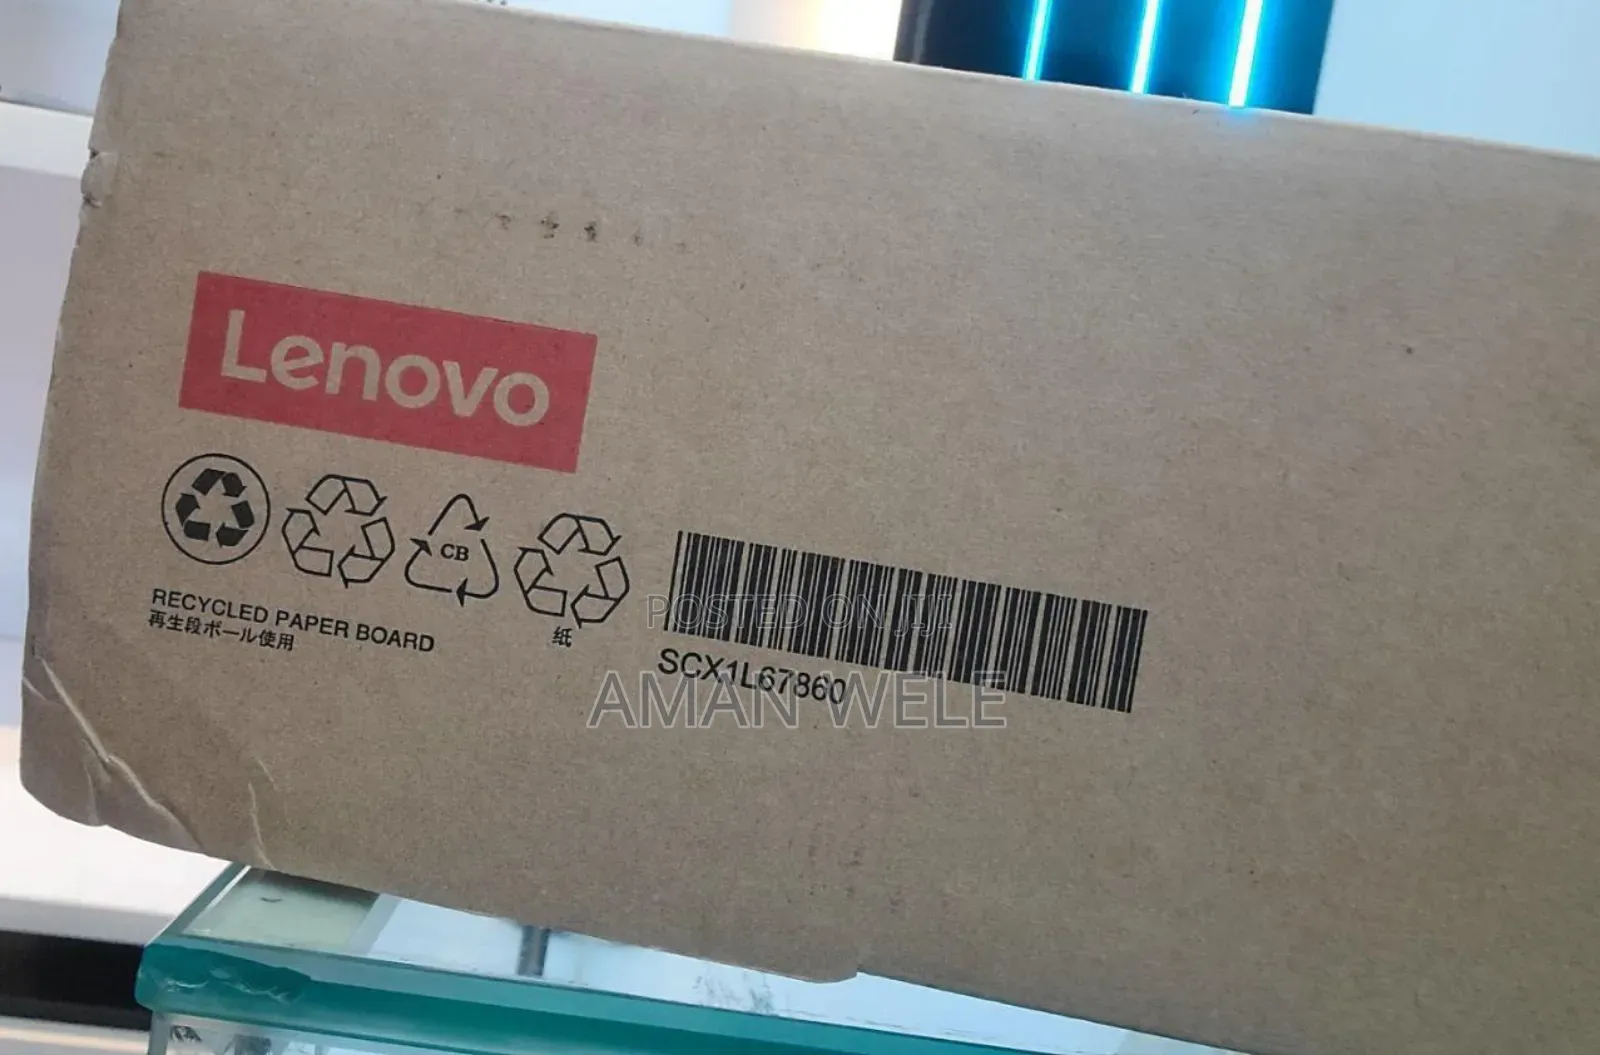 Lenovo
CB
RECYCLED PAPER BOARD
再生段ボール使用
纸
SCX1L67860
POSTED ON JIJI
AMAN WELE